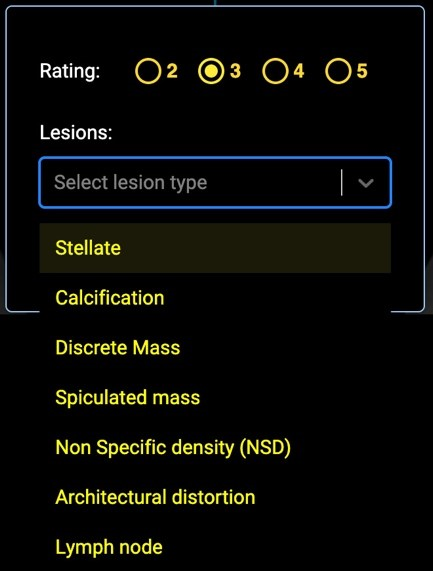 Rating: 2 3 4 5
Lesions:
Select lesion type
Stellate
Calcification
Discrete Mass
Spiculated mass
Non Specific density (NSD)
Architectural distortion
Lymph node